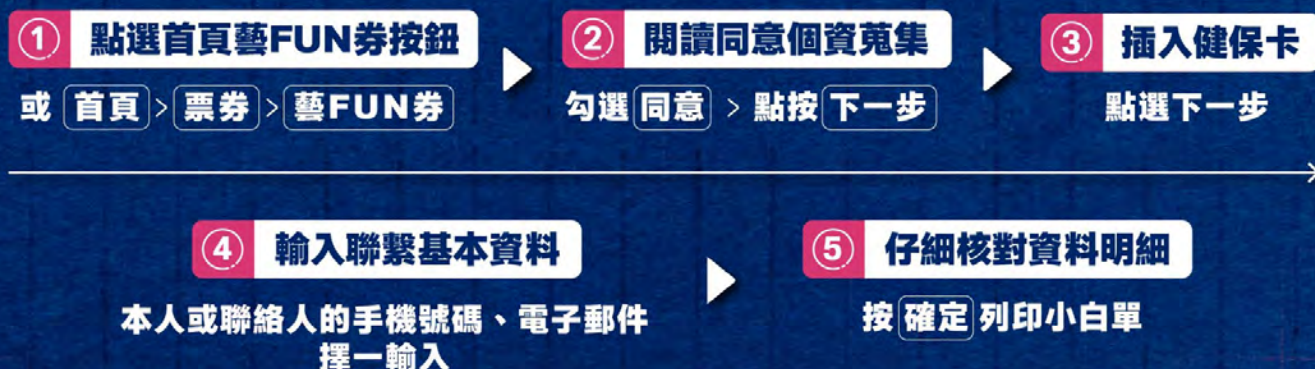 ① 點選首頁藝FUN券按鈕
或 首頁 > 票券 > 藝FUN券
② 閱讀同意個資蒐集
勾選 同意 > 點按 下一步
③ 插入健保卡
點選下一步
④ 輸入聯繫基本資料
本人或聯絡人的手機號碼、電子郵件
擇一輸入
⑤ 仔細核對資料明細
按 確定 列印小白單